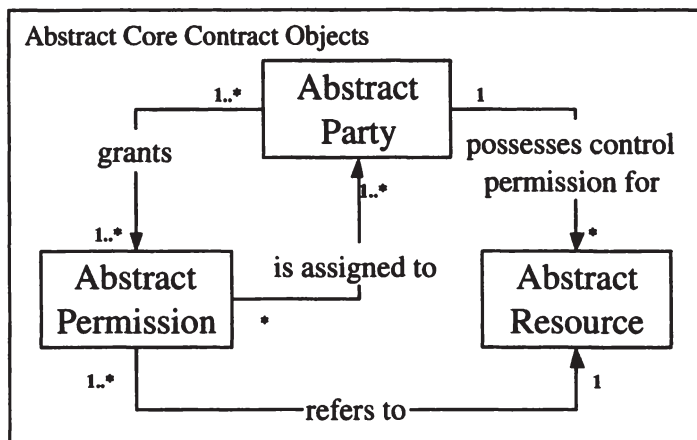 Abstract Core Contract Objects
Abstract
Party
1..*
1
grants
possesses control
permission for
1..*
1..*
*
Abstract
Permission
is assigned to
Abstract
Resource
*
1..*
1
refers to